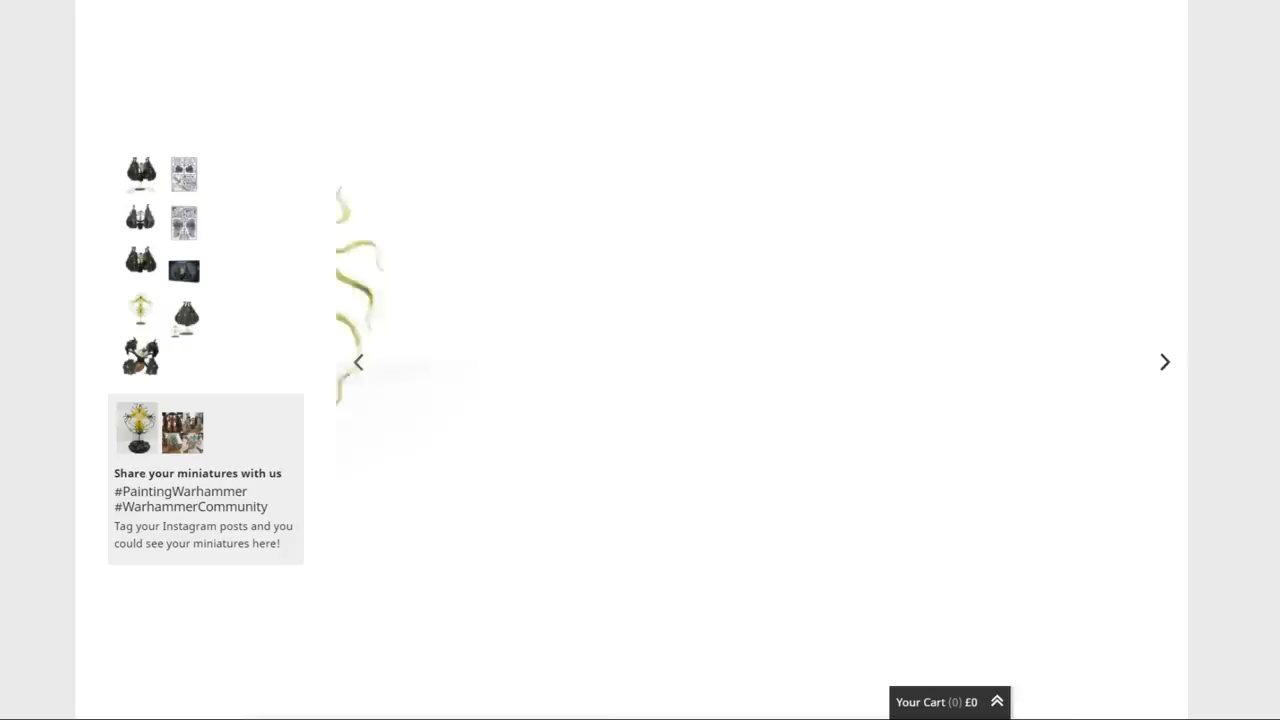 Share your miniatures with us
#PaintingWarhammer
#WarhammerCommunity
Tag your Instagram posts and you
could see your miniatures here!
Your Cart (0) £0